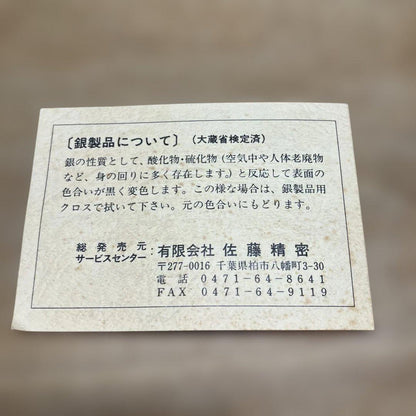 〔銀製品について〕(大蔵省検定済)
銀の性質として、酸化物・硫化物(空気中や人体老廃物
など、身の回りに多く存在します。)と反応して表面の
色合いが黒く変色します。この様な場合は、銀製品用
クロスで拭いて下さい。元の色合いにもどります。
総発売元
サービスセンター:有限会社 佐藤精密
〒277-0016 千葉県柏市八幡町3-30
電話 0471-64-8641
FAX 0471-64-9119